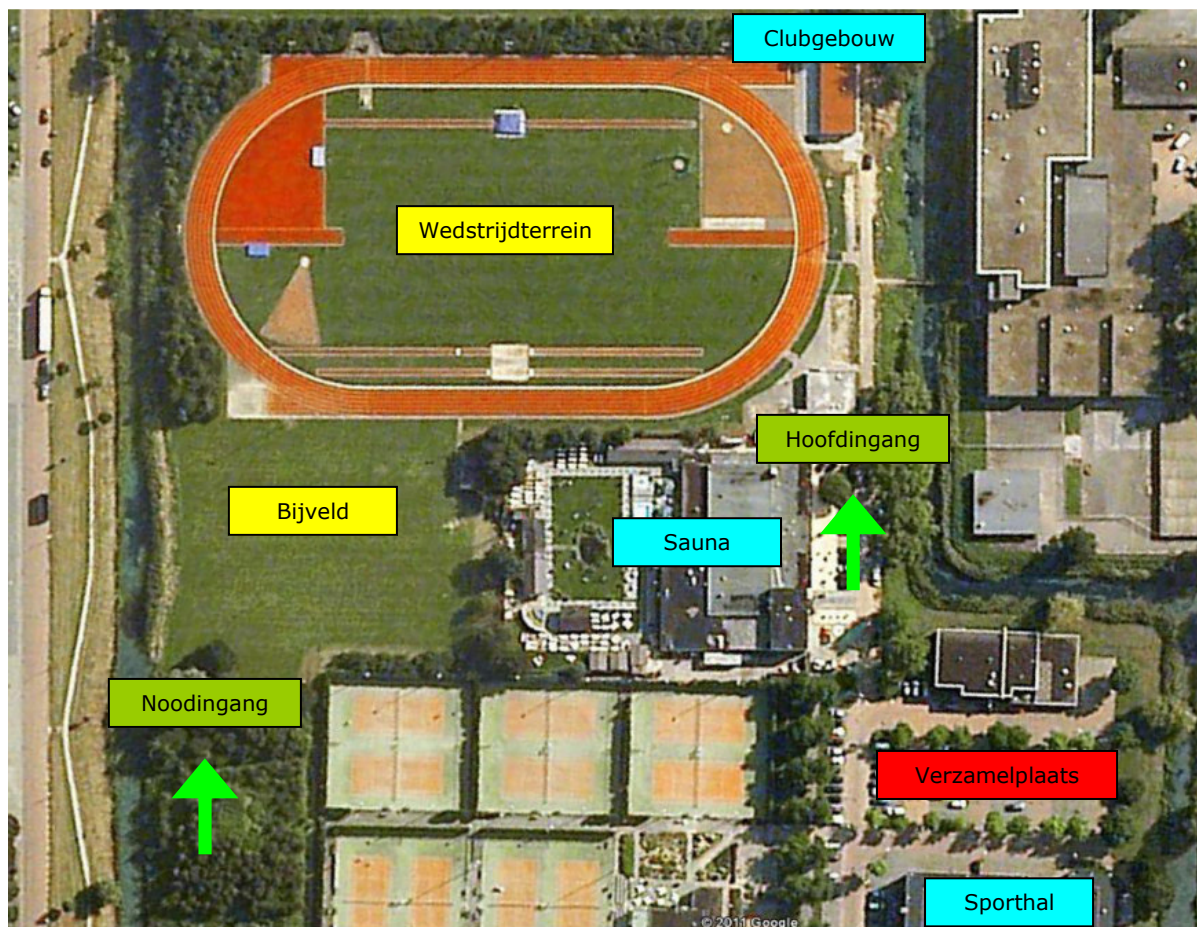 Clubgebouw
Wedstrijdterrein
Hoofdingang
Bijveld
Sauna
Noodingang
Verzamelplaats
Sporthal
© 2011 Google